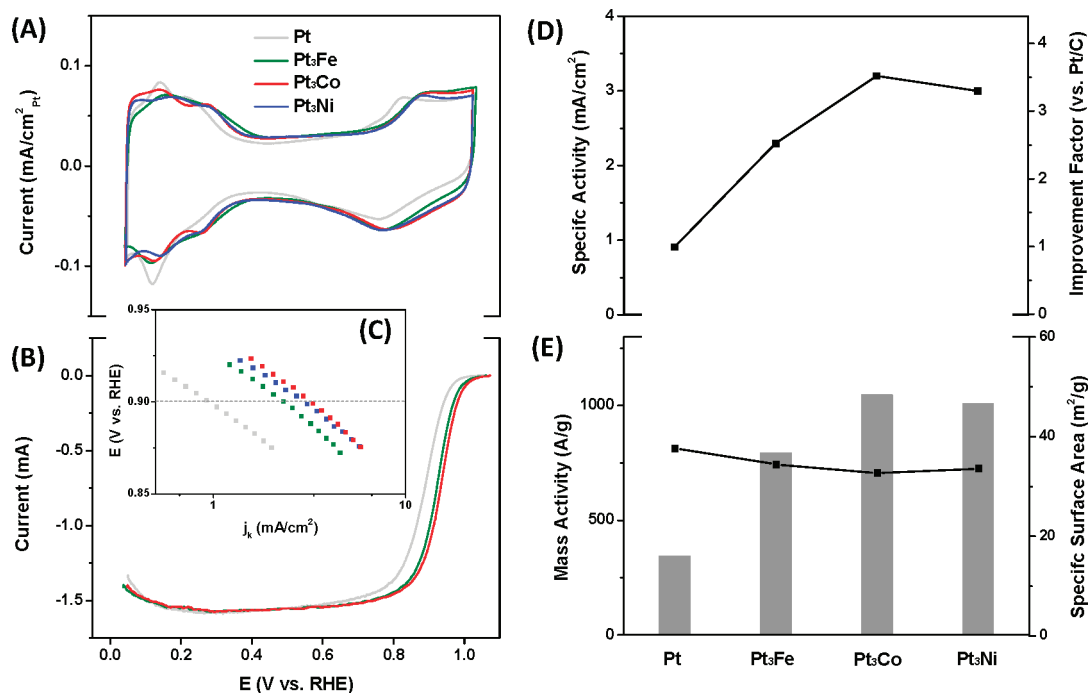 (A)
Pt
Pt₃Fe
Pt₃Co
Pt₃Ni
0.1
0.0
-0.1
Current (mA/cm²Pt)
(B)
0.0
-0.5
-1.0
-1.5
Current (mA)
0.0 0.2 0.4 0.6 0.8 1.0
E (V vs. RHE)
(C)
0.95
0.90
0.85
E (V vs. RHE)
1 10
jk (mA/cm²)
(D)
4
3
2
1
0
Specifc Activity (mA/cm²)
4
3
2
1
0
Improvement Factor (vs. Pt/C)
(E)
1000
500
0
Mass Activity (A/g)
60
40
20
0
Specifc Surface Area (m²/g)
Pt Pt₃Fe Pt₃Co Pt₃Ni